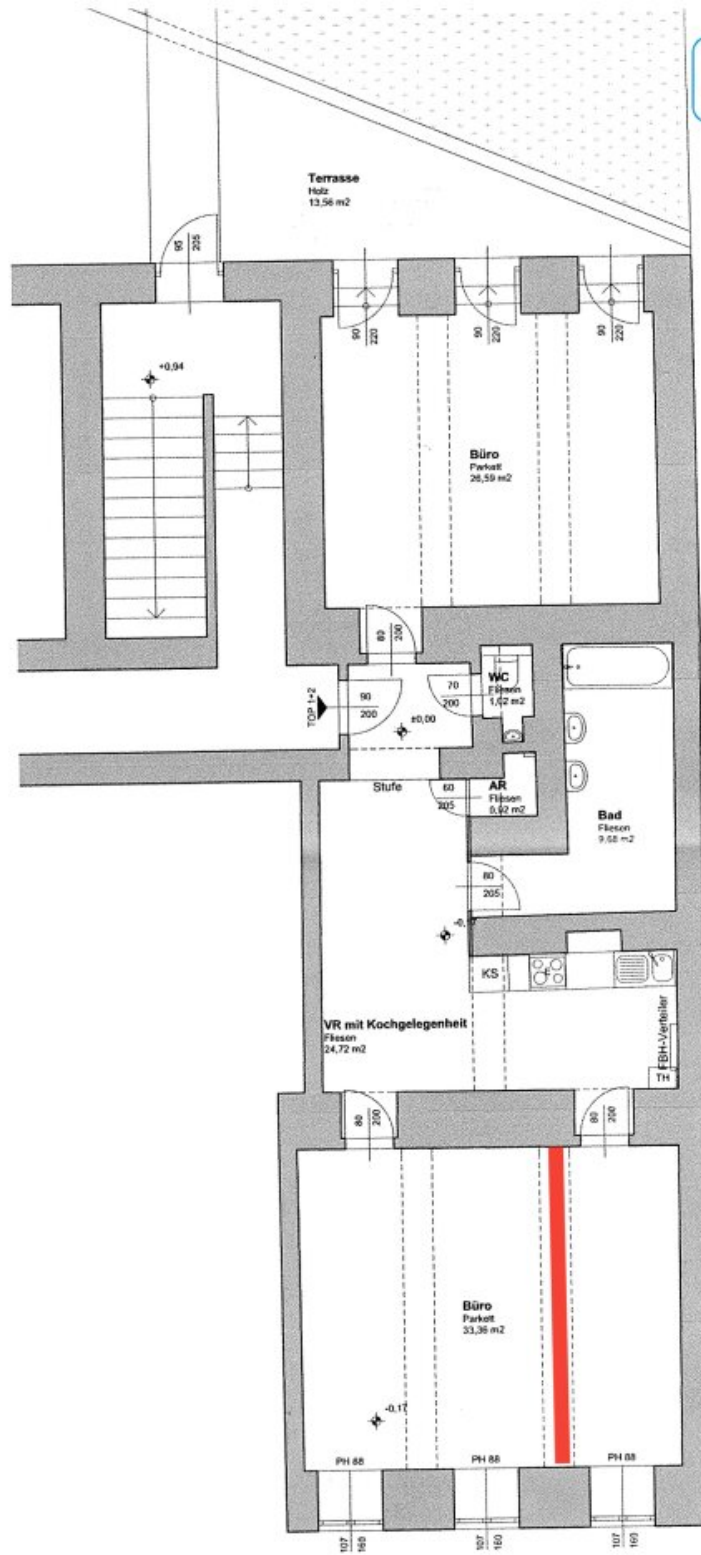 Terrasse
Holz
13,56 m2
95
205
90
220
90
220
90
220
+0,94
Büro
Parkett
26,59 m2
80
200
TOP 1+2
90
200
70
200
WC
Fliesen
1,02 m2
±0,00
Stufe
60
205
AR
Fliesen
0,92 m2
Bad
Fliesen
9,68 m2
80
205
KS
VR mit Kochgelegenheit
Fliesen
24,72 m2
FBH-Verteiler
TH
80
200
80
200
Büro
Parkett
33,36 m2
-0,17
PH 88
PH 88
PH 88
107
160
107
160
107
160